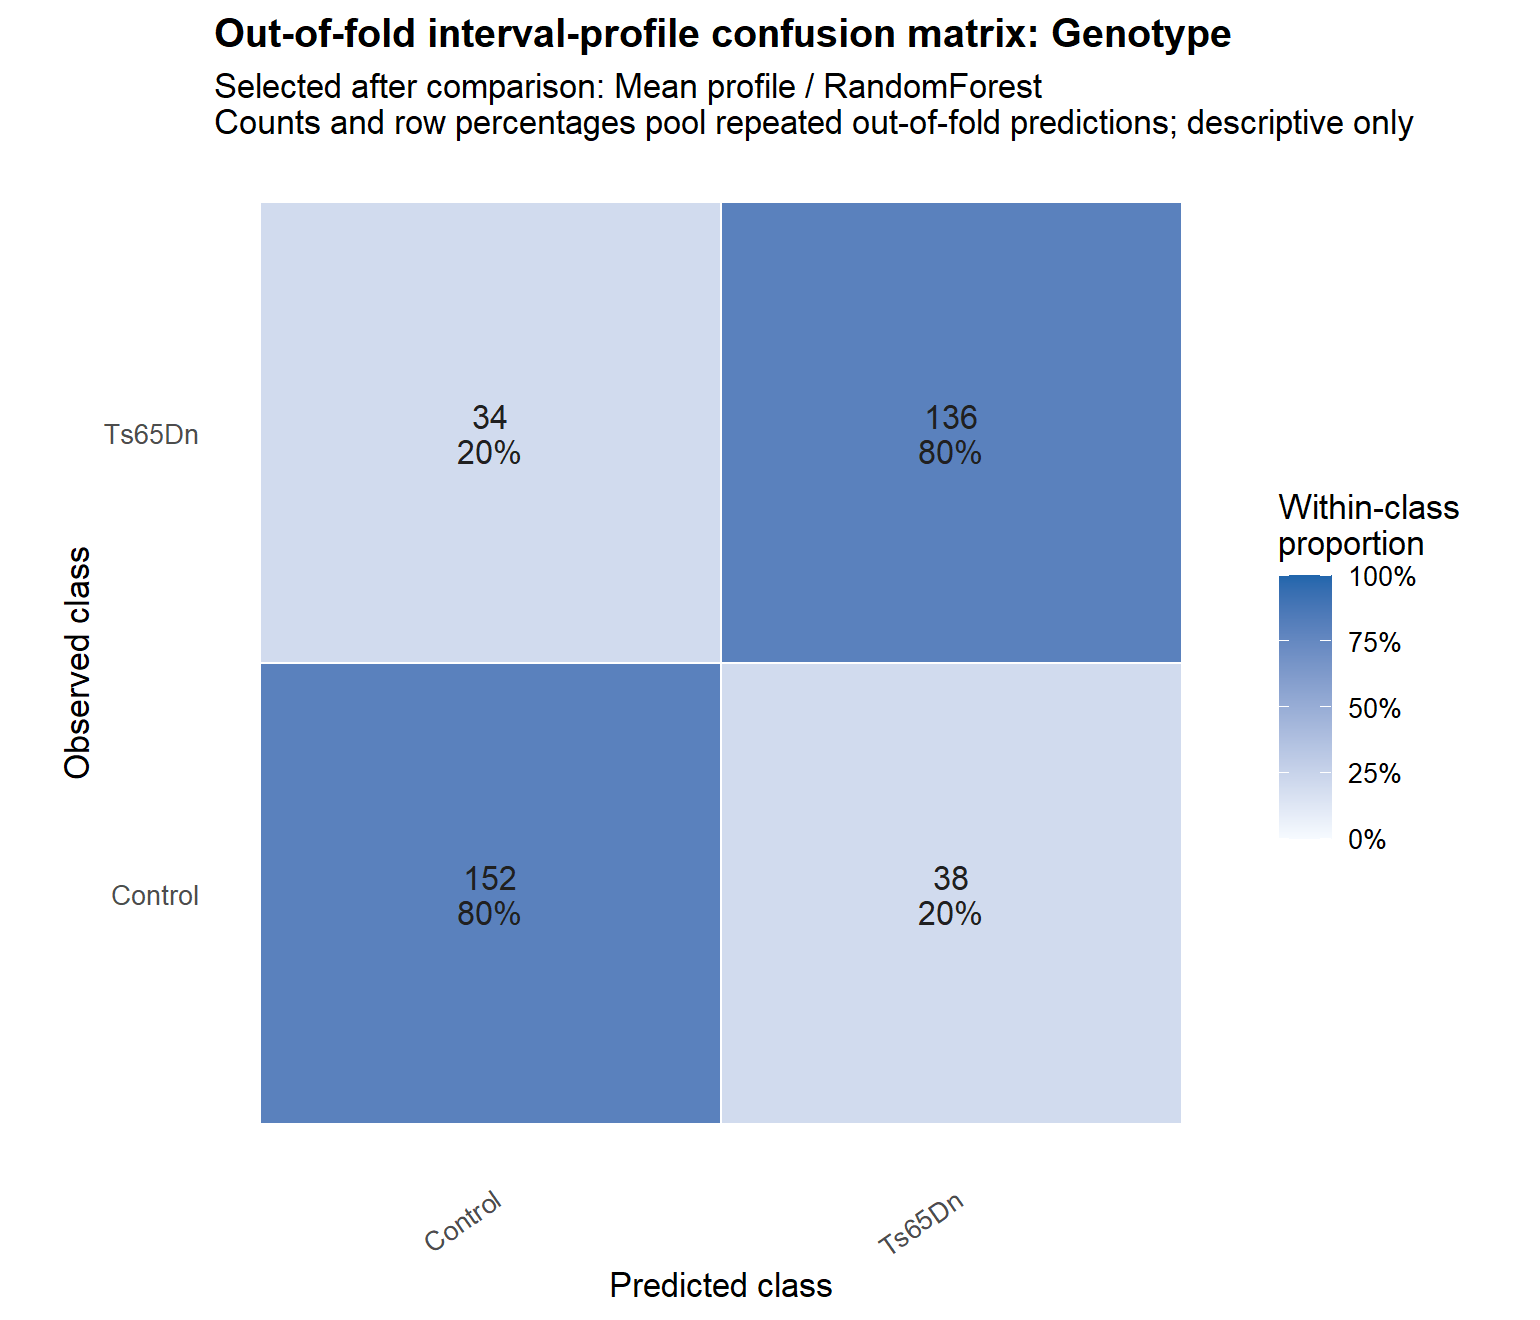 Out-of-fold interval-profile confusion matrix: Genotype
Selected after comparison: Mean profile / RandomForest
Counts and row percentages pool repeated out-of-fold predictions; descriptive only
Observed class
Ts65Dn
34
20%
136
80%
Control
152
80%
38
20%
Control
Ts65Dn
Predicted class
Within-class
proportion
100%
75%
50%
25%
0%